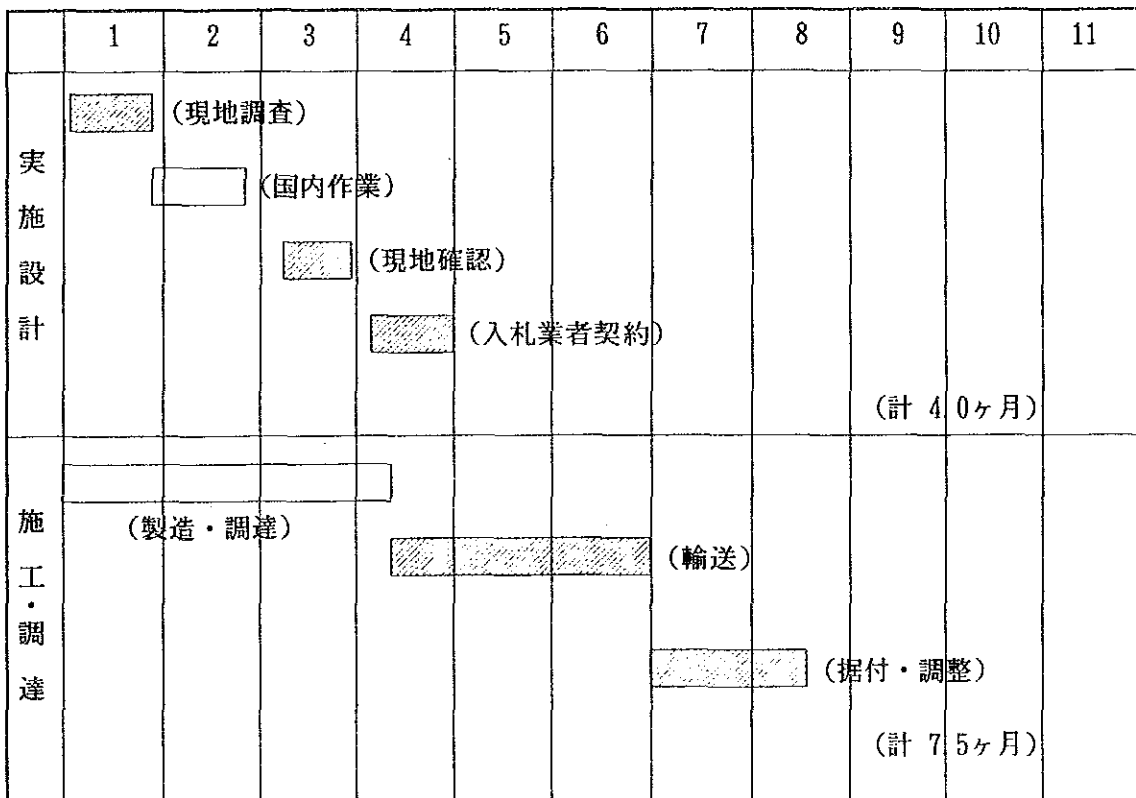 1 2 3 4 5 6 7 8 9 10 11
実施設計
(現地調査)
(国内作業)
(現地確認)
(入札業者契約)
(計 4 0ヶ月)
施工・調達
(製造・調達)
(輸送)
(据付・調整)
(計 7 5ヶ月)